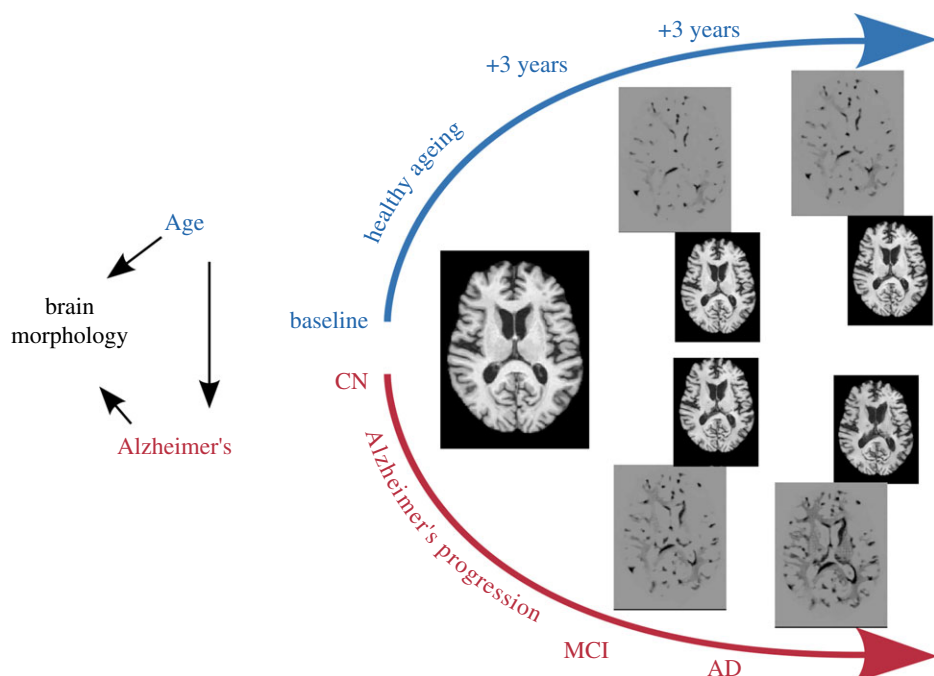 Age
brain
morphology
Alzheimer's
baseline
healthy ageing
+3 years
+3 years
CN
Alzheimer's progression
MCI
AD